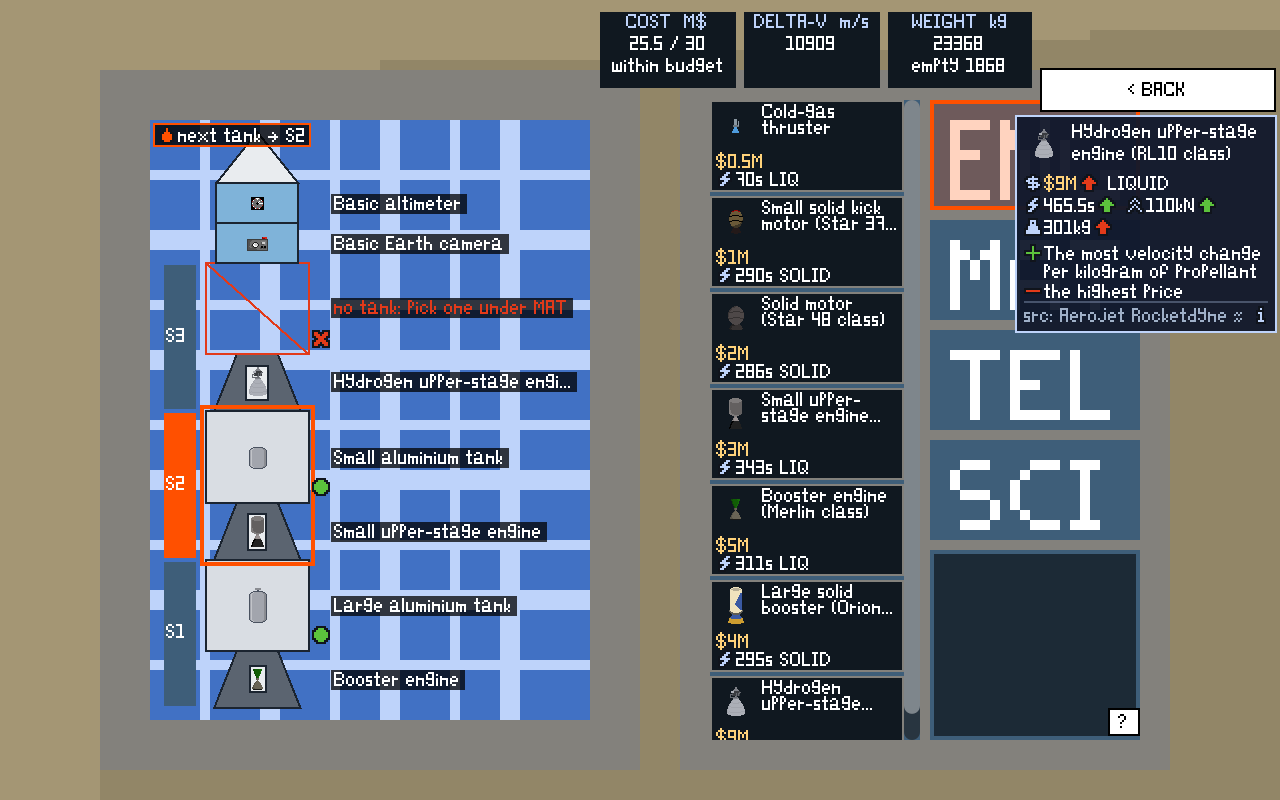 COST M$
25.5 / 30
within budget
DELTA-V m/s
10909
WEIGHT kg
23368
empty 1868
< BACK
next tank → S2
Basic altimeter
Basic Earth camera
no tank: Pick one under MAT
S3
Hydrogen upper-stage engi...
Small aluminium tank
S2
Small upper-stage engine
Large aluminium tank
S1
Booster engine
Cold-gas
thruster
$0.5M
70s LIQ
Small solid kick
motor (Star 37...
$1M
290s SOLID
Solid motor
(Star 48 class)
$2M
286s SOLID
Small upper-
stage engine...
$3M
343s LIQ
Booster engine
(Merlin class)
$5M
311s LIQ
Large solid
booster (Orion...
$4M
295s SOLID
Hydrogen
upper-stage...
$9M
TEL
SCI
?
Hydrogen upper-stage
engine (RL10 class)
$9M LIQUID
465.5s 110kN
301kg
+ The most velocity change
per kilogram of propellant
— the highest price
src: Aerojet Rocketdyne
i